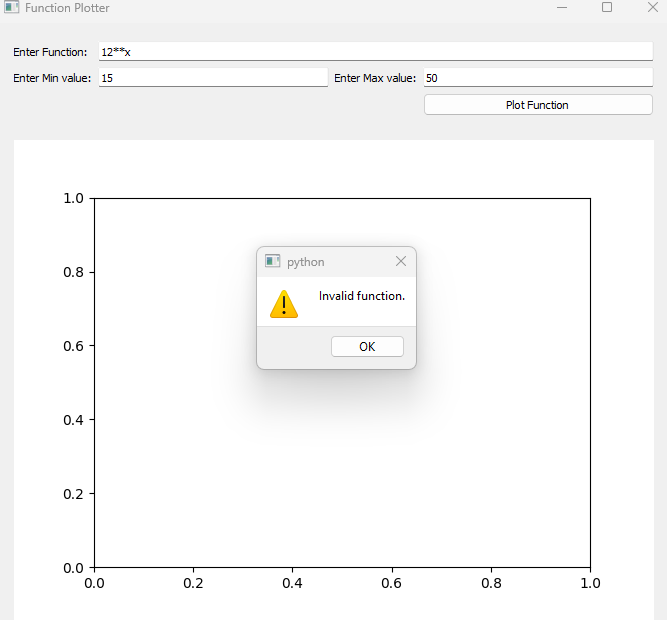 Function Plotter
Enter Function: 12**x
Enter Min value: 15 Enter Max value: 50
Plot Function
1.0
0.8
python
Invalid function.
0.6
OK
0.4
0.2
0.0
0.0 0.2 0.4 0.6 0.8 1.0